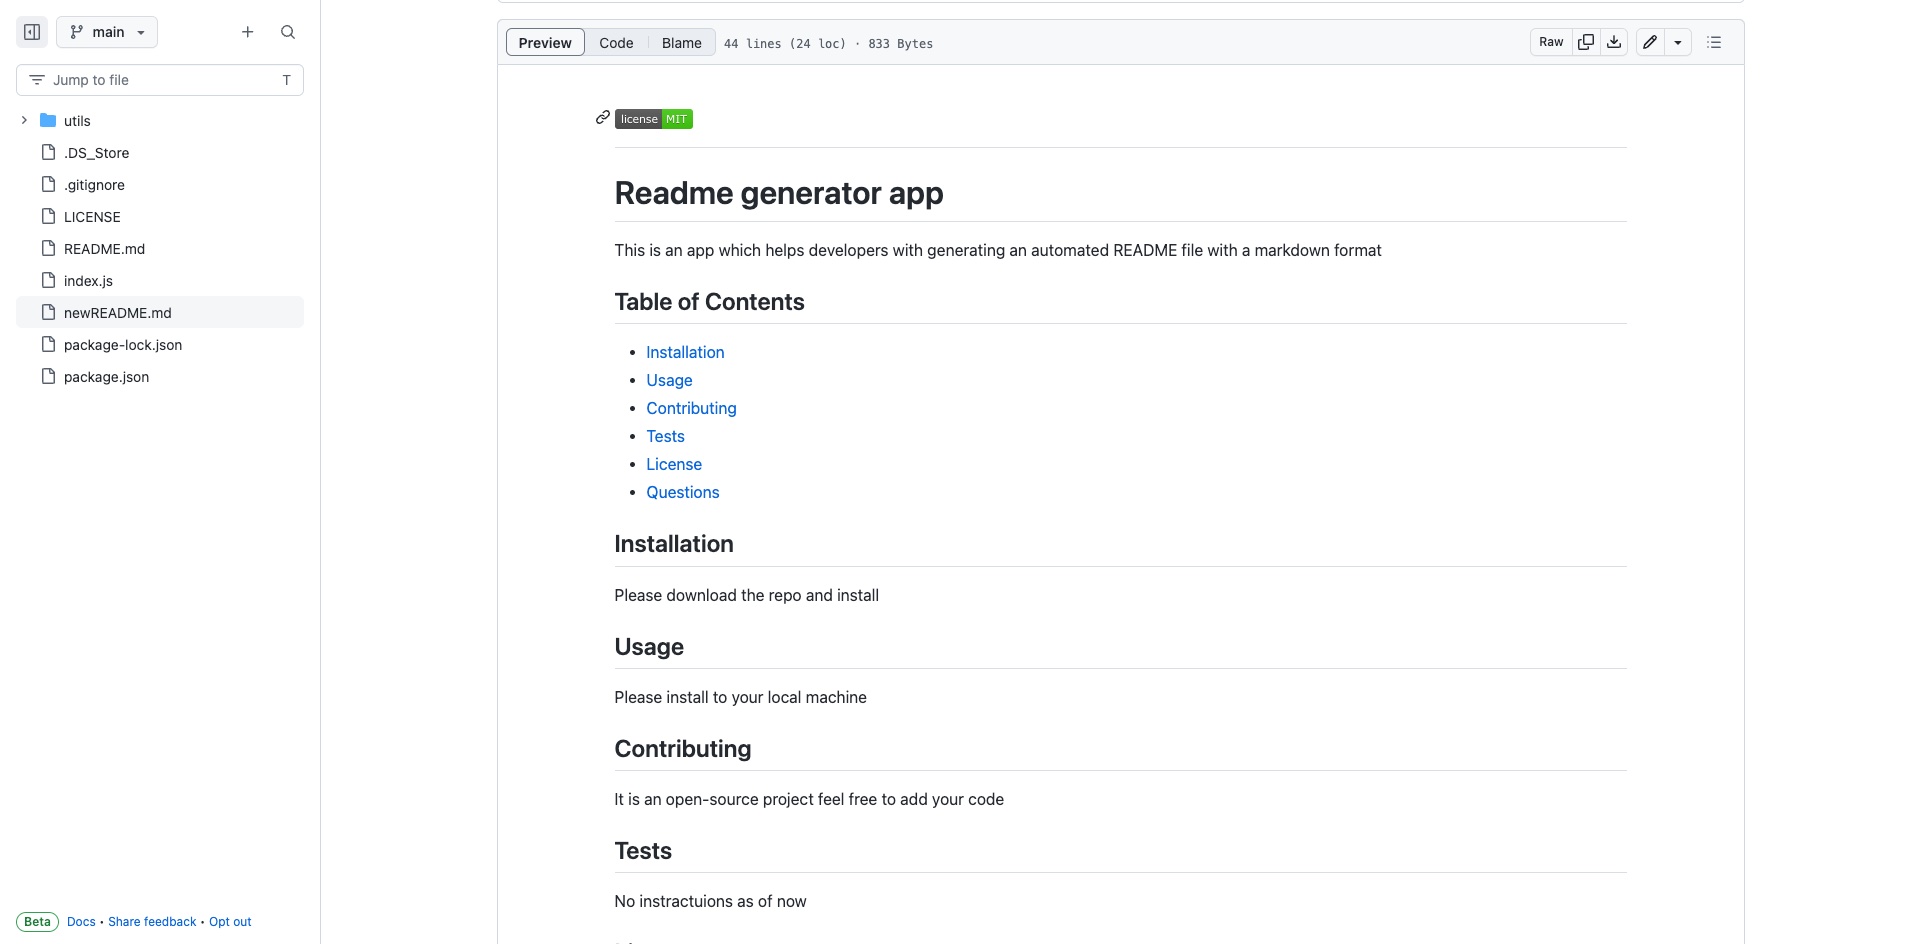 main
Jump to file
T
utils
.DS_Store
.gitignore
LICENSE
README.md
index.js
newREADME.md
package-lock.json
package.json
Beta Docs • Share feedback • Opt out
Preview Code Blame 44 lines (24 loc) · 833 Bytes Raw
license MIT
Readme generator app
This is an app which helps developers with generating an automated README file with a markdown format
Table of Contents
• Installation
• Usage
• Contributing
• Tests
• License
• Questions
Installation
Please download the repo and install
Usage
Please install to your local machine
Contributing
It is an open-source project feel free to add your code
Tests
No instractuions as of now